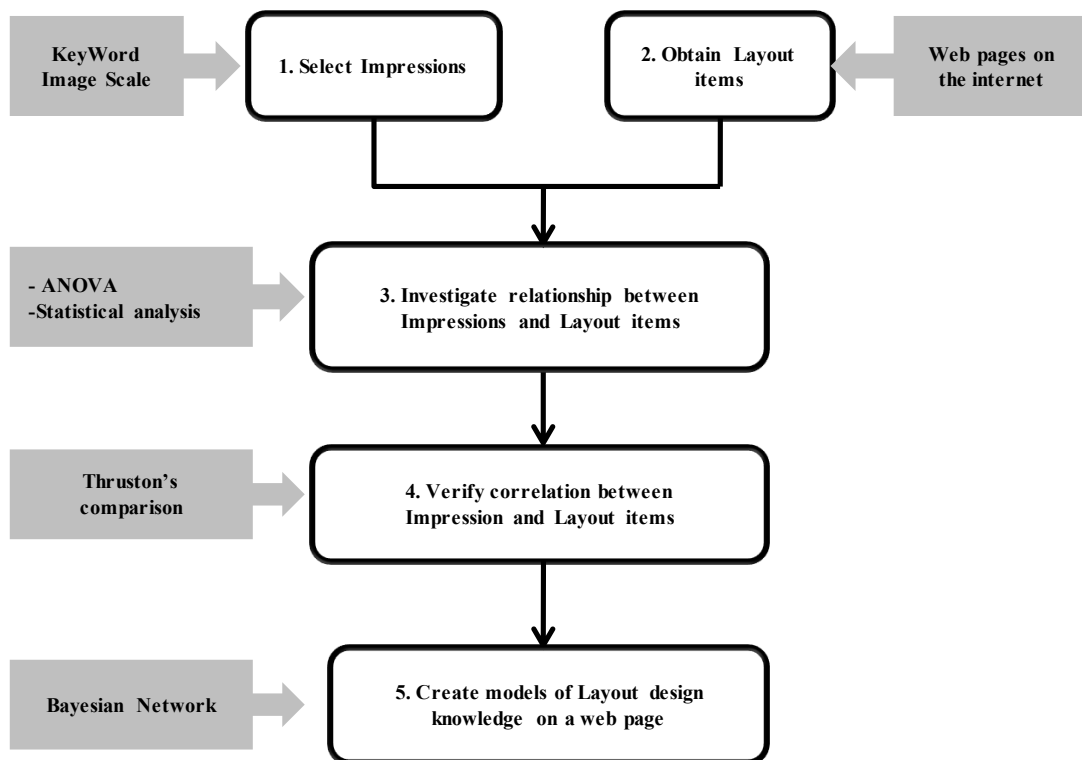 KeyWord
Image Scale
1. Select Impressions
2. Obtain Layout
items
Web pages on
the internet
- ANOVA
-Statistical analysis
3. Investigate relationship between
Impressions and Layout items
Thruston's
comparison
4. Verify correlation between
Impression and Layout items
Bayesian Network
5. Create models of Layout design
knowledge on a web page